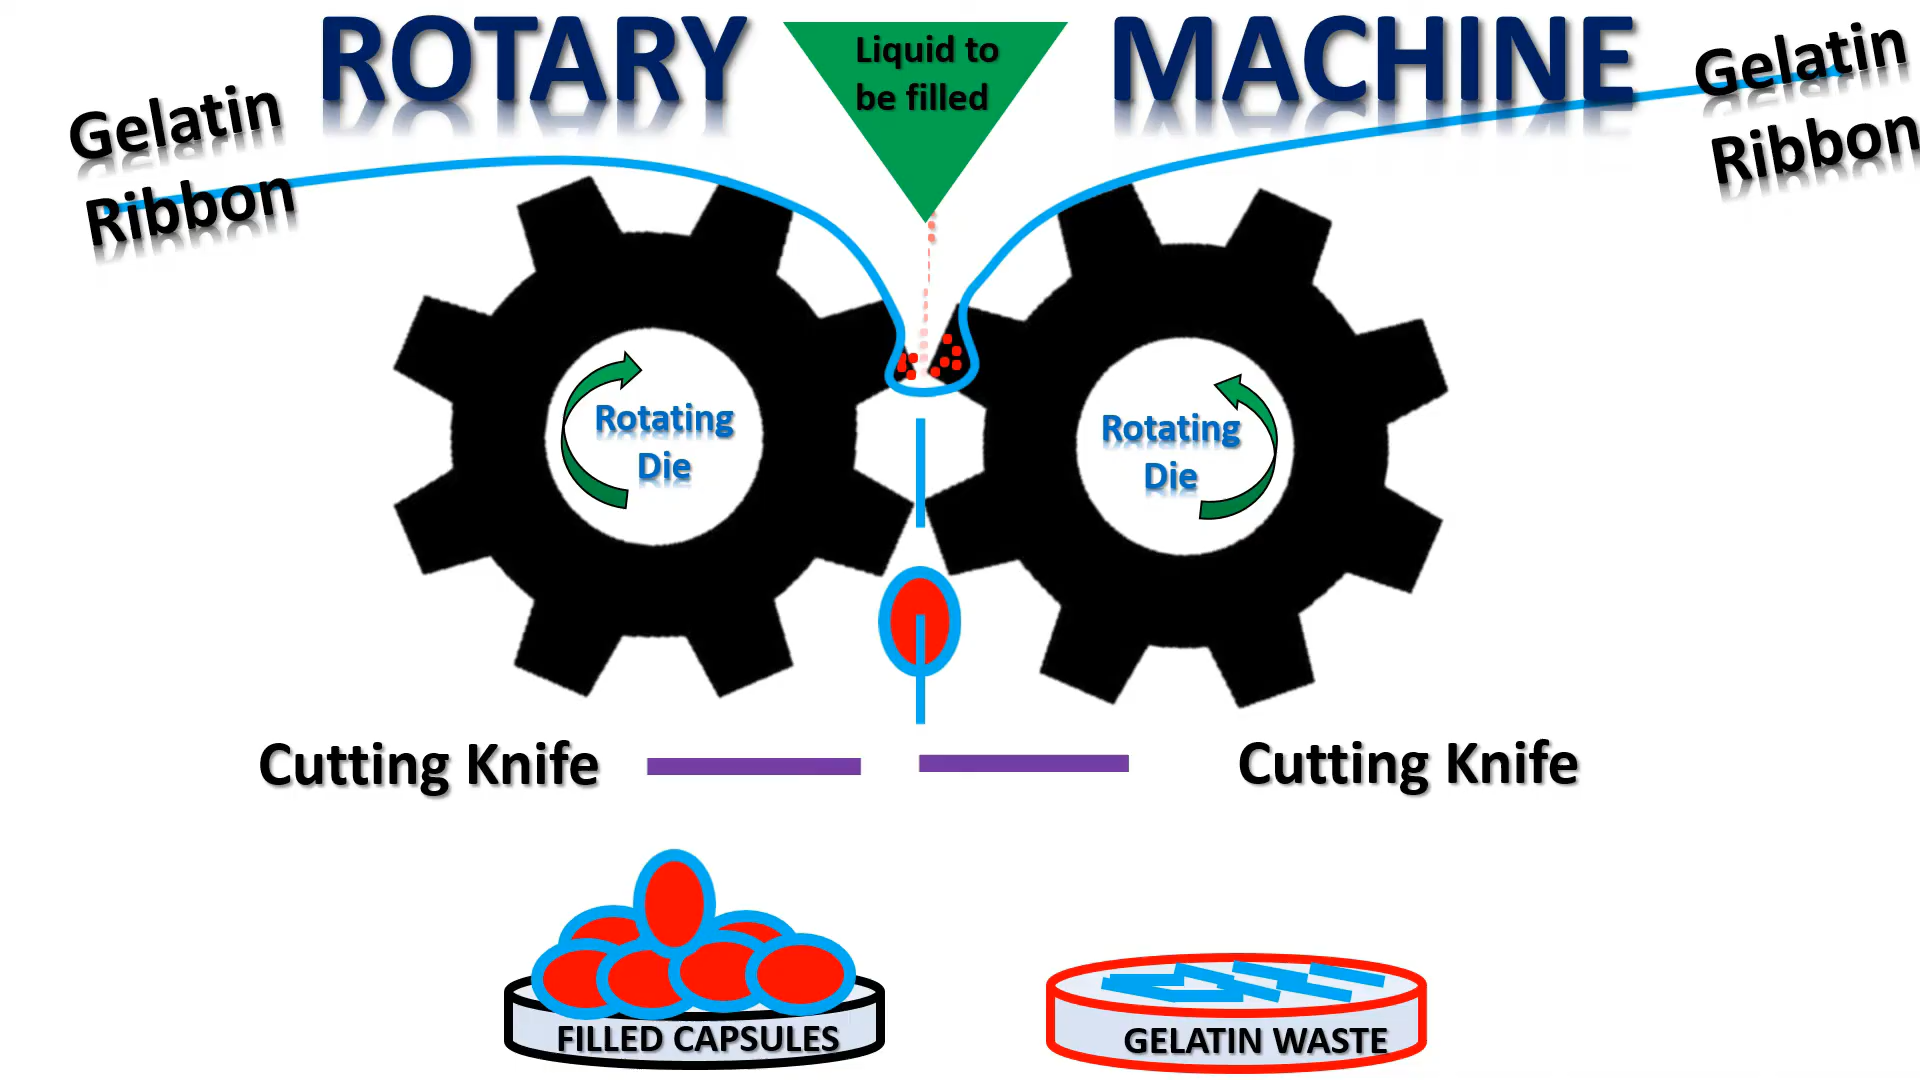 ROTARY
MACHINE
Liquid to
be filled
Gelatin
Ribbon
Gelatin
Ribbon
Rotating
Die
Rotating
Die
Cutting Knife
Cutting Knife
FILLED CAPSULES
GELATIN WASTE